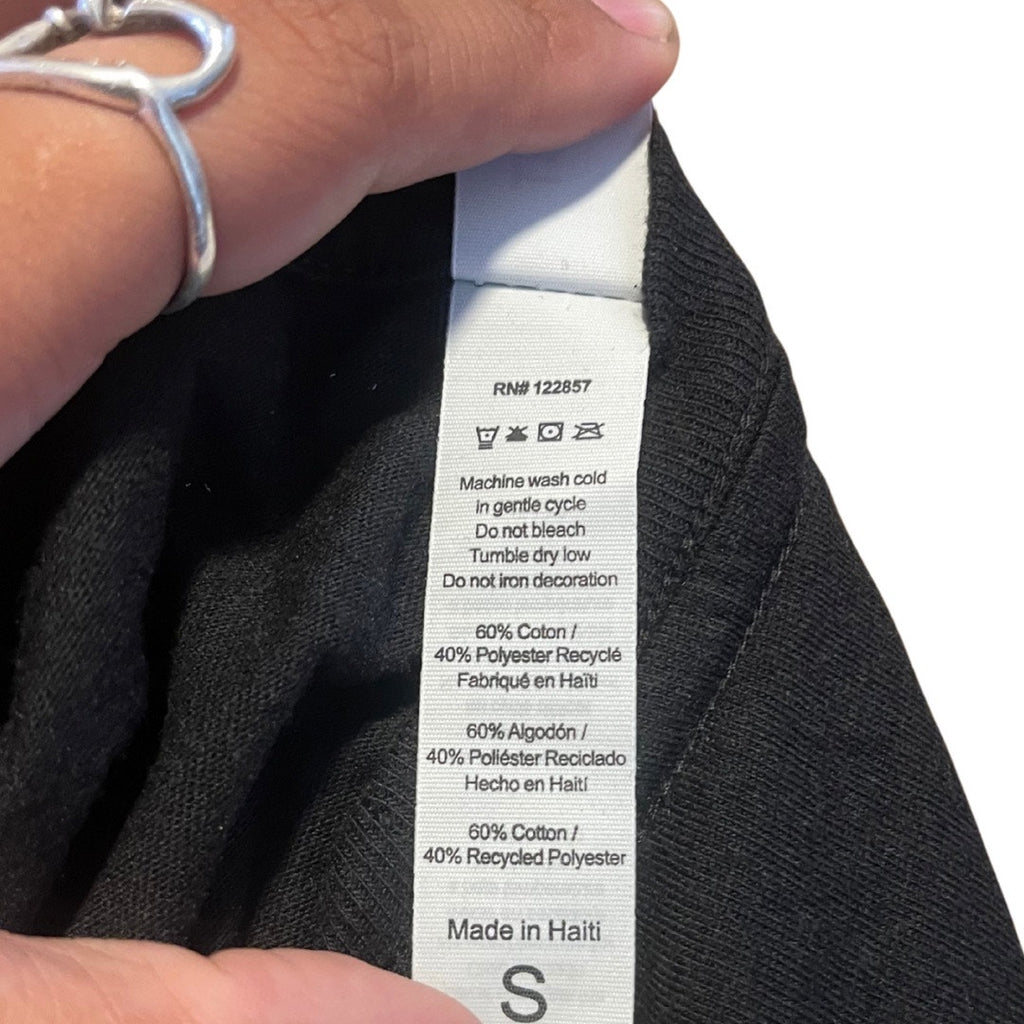 RN# 122857
Machine wash cold
in gentle cycle
Do not bleach
Tumble dry low
Do not iron decoration
60% Coton /
40% Polyester Recyclé
Fabriqué en Haïti
60% Algodón /
40% Poliéster Reciclado
Hecho en Haití
60% Cotton /
40% Recycled Polyester
Made in Haiti
S